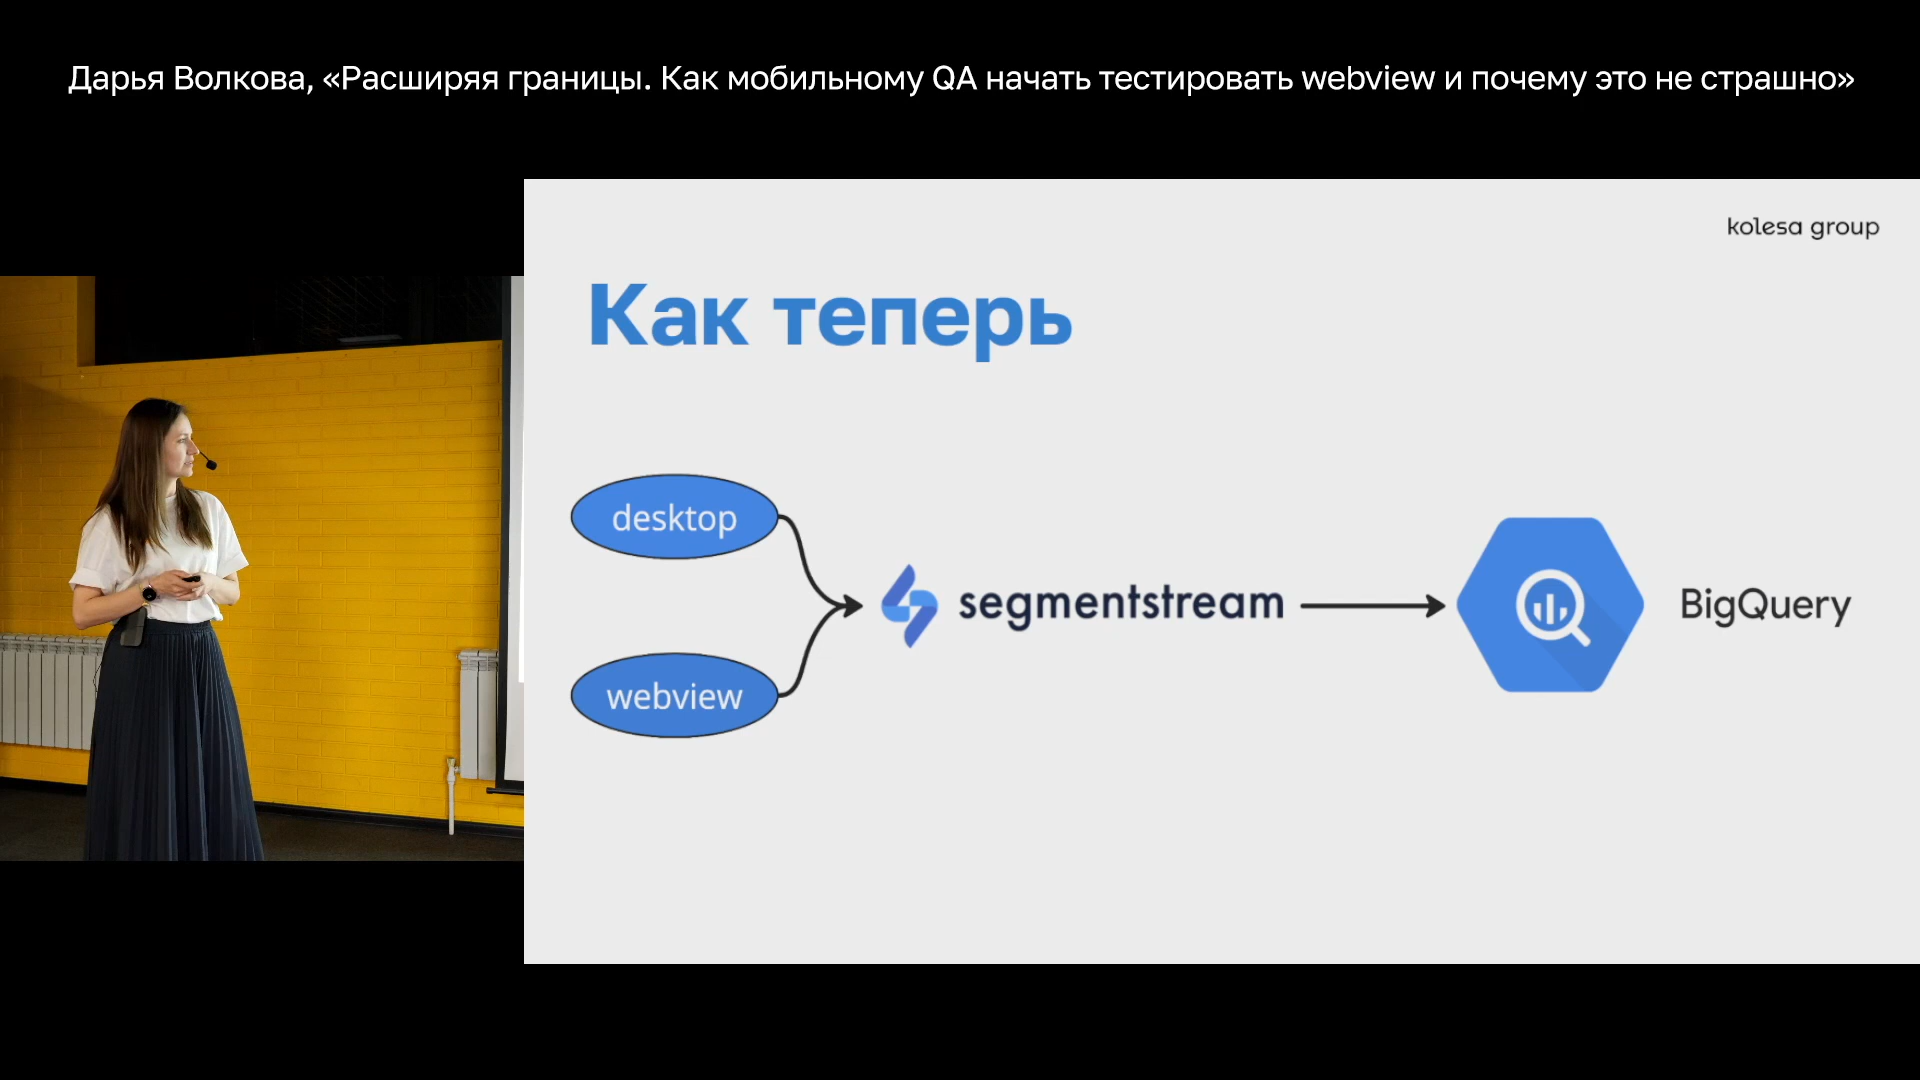 Дарья Волкова, «Расширяя границы. Как мобильному QA начать тестировать webview и почему это не страшно»
kolesa group
Как теперь
desktop
webview
segmentstream
BigQuery